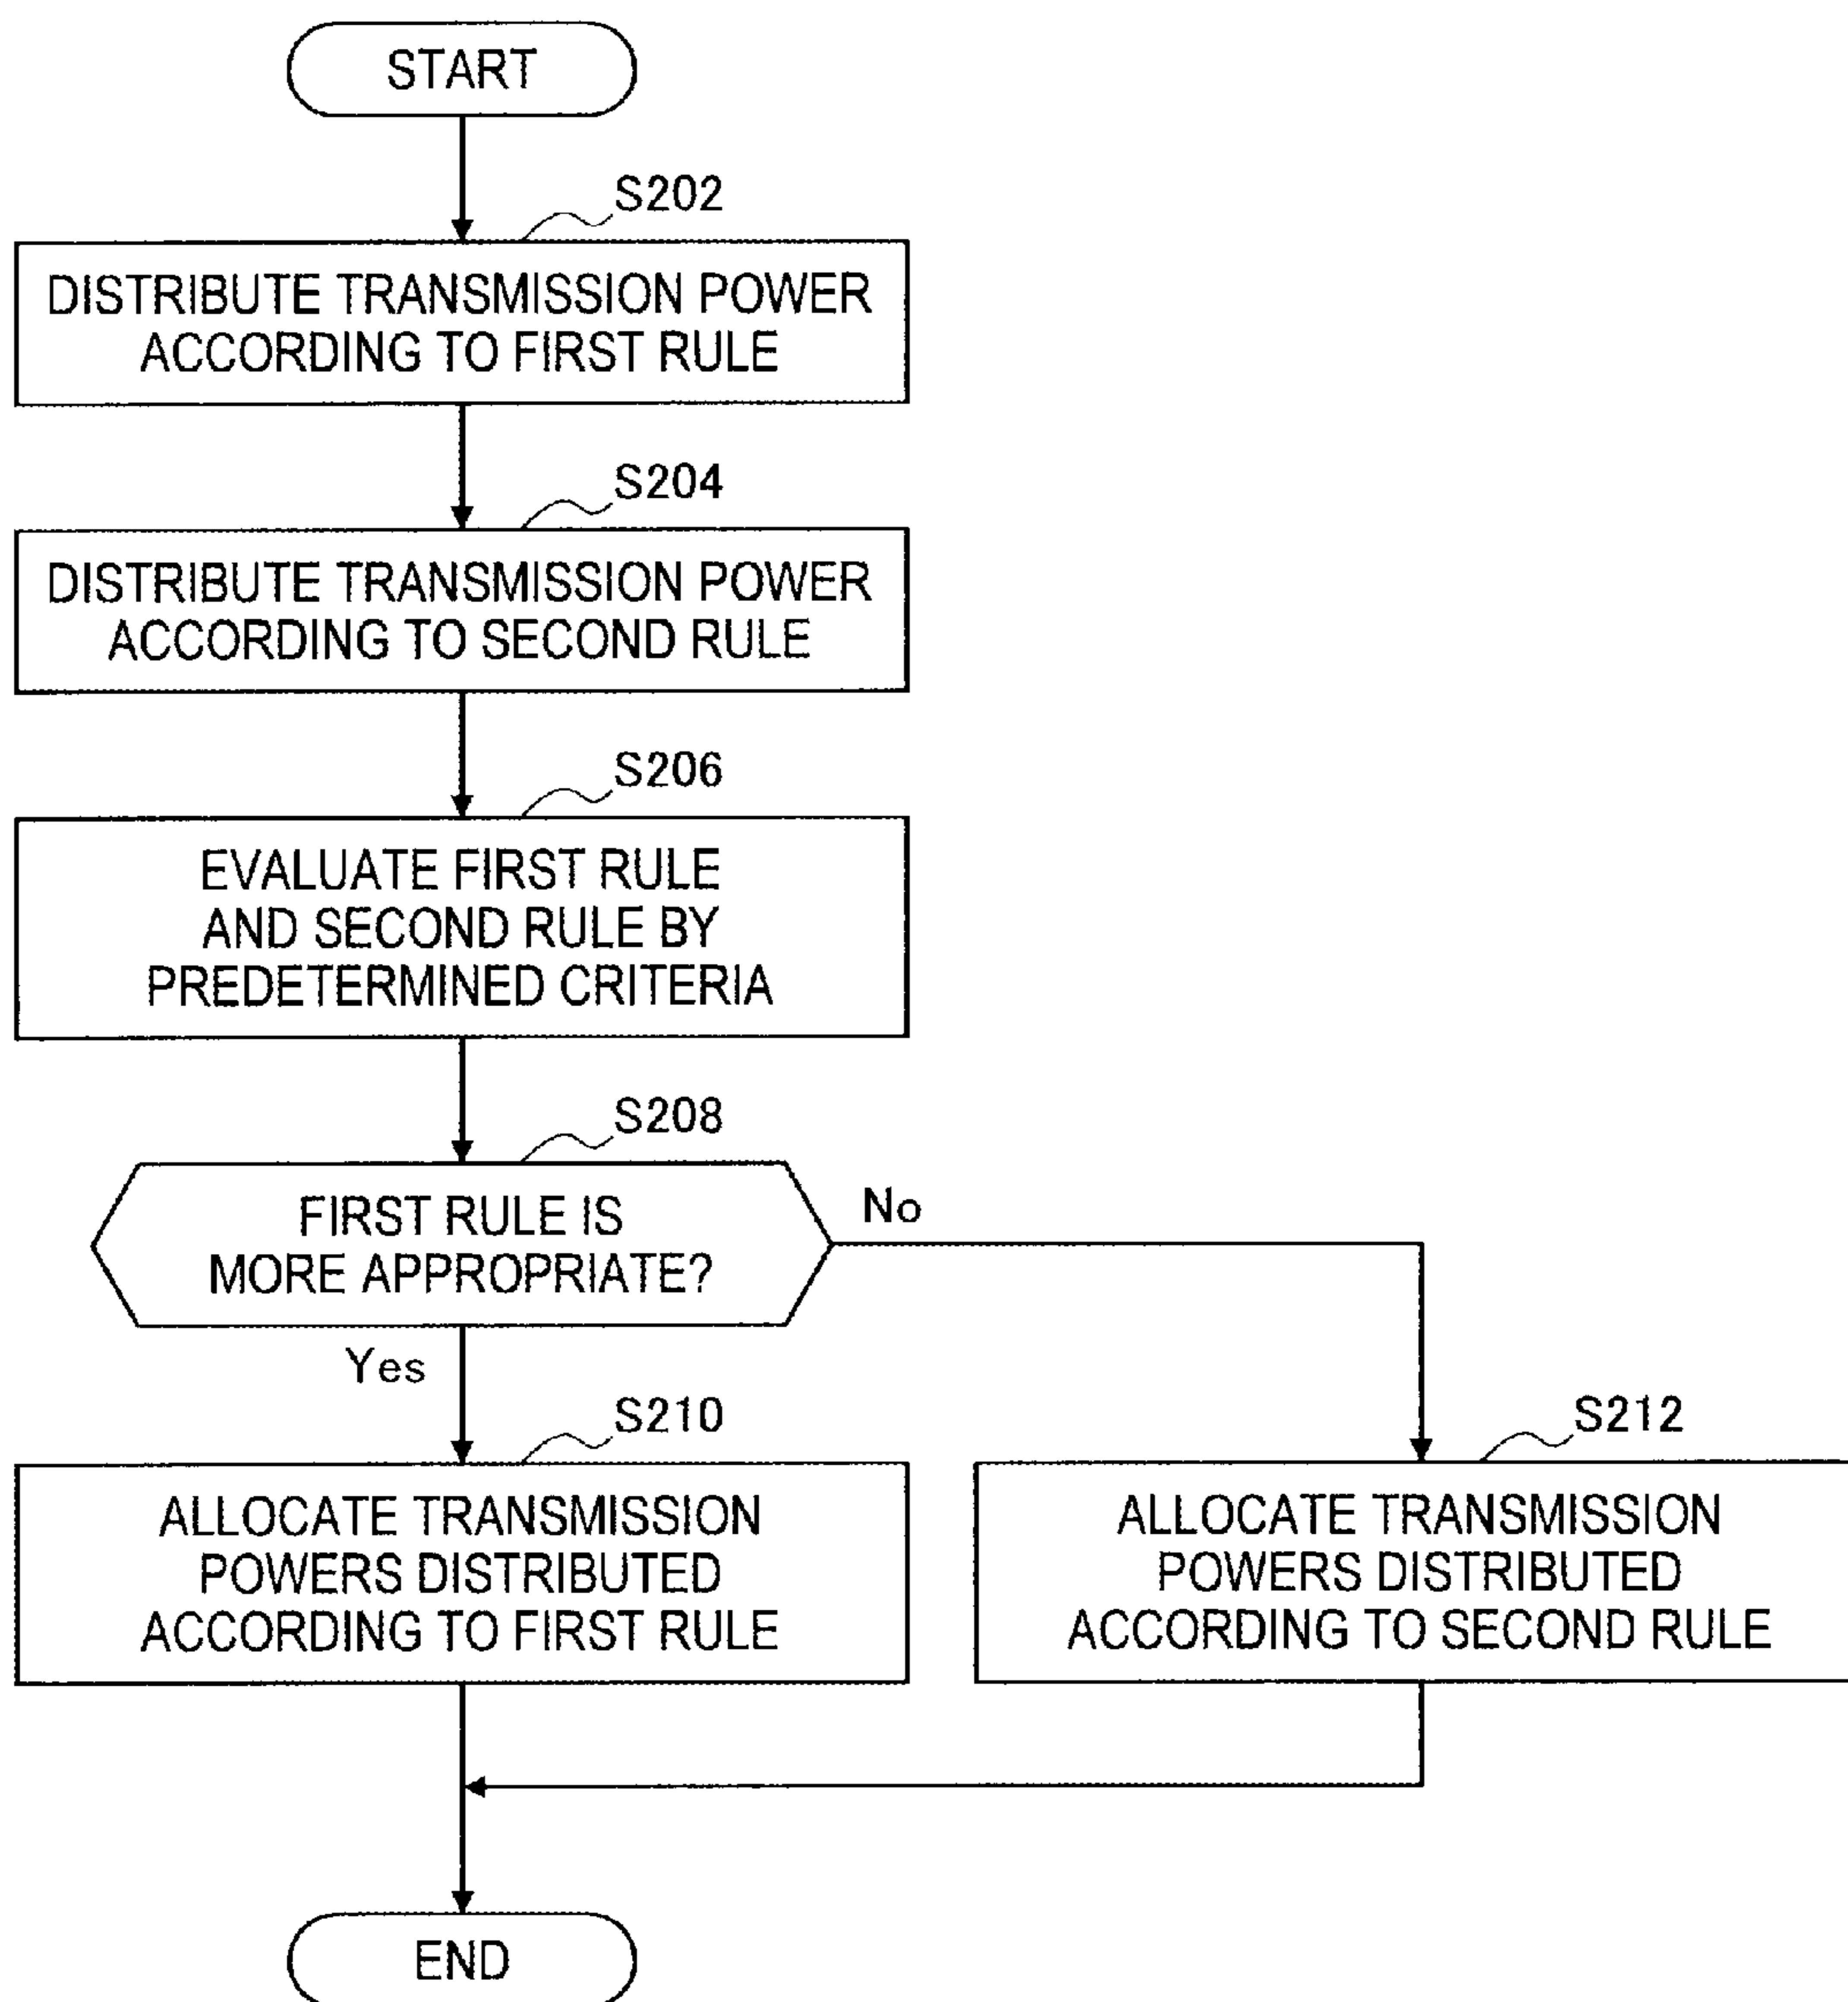 START
S202
DISTRIBUTE TRANSMISSION POWER
ACCORDING TO FIRST RULE
S204
DISTRIBUTE TRANSMISSION POWER
ACCORDING TO SECOND RULE
S206
EVALUATE FIRST RULE
AND SECOND RULE BY
PREDETERMINED CRITERIA
S208
FIRST RULE IS
MORE APPROPRIATE?
No
Yes
S210
ALLOCATE TRANSMISSION
POWERS DISTRIBUTED
ACCORDING TO FIRST RULE
S212
ALLOCATE TRANSMISSION
POWERS DISTRIBUTED
ACCORDING TO SECOND RULE
END